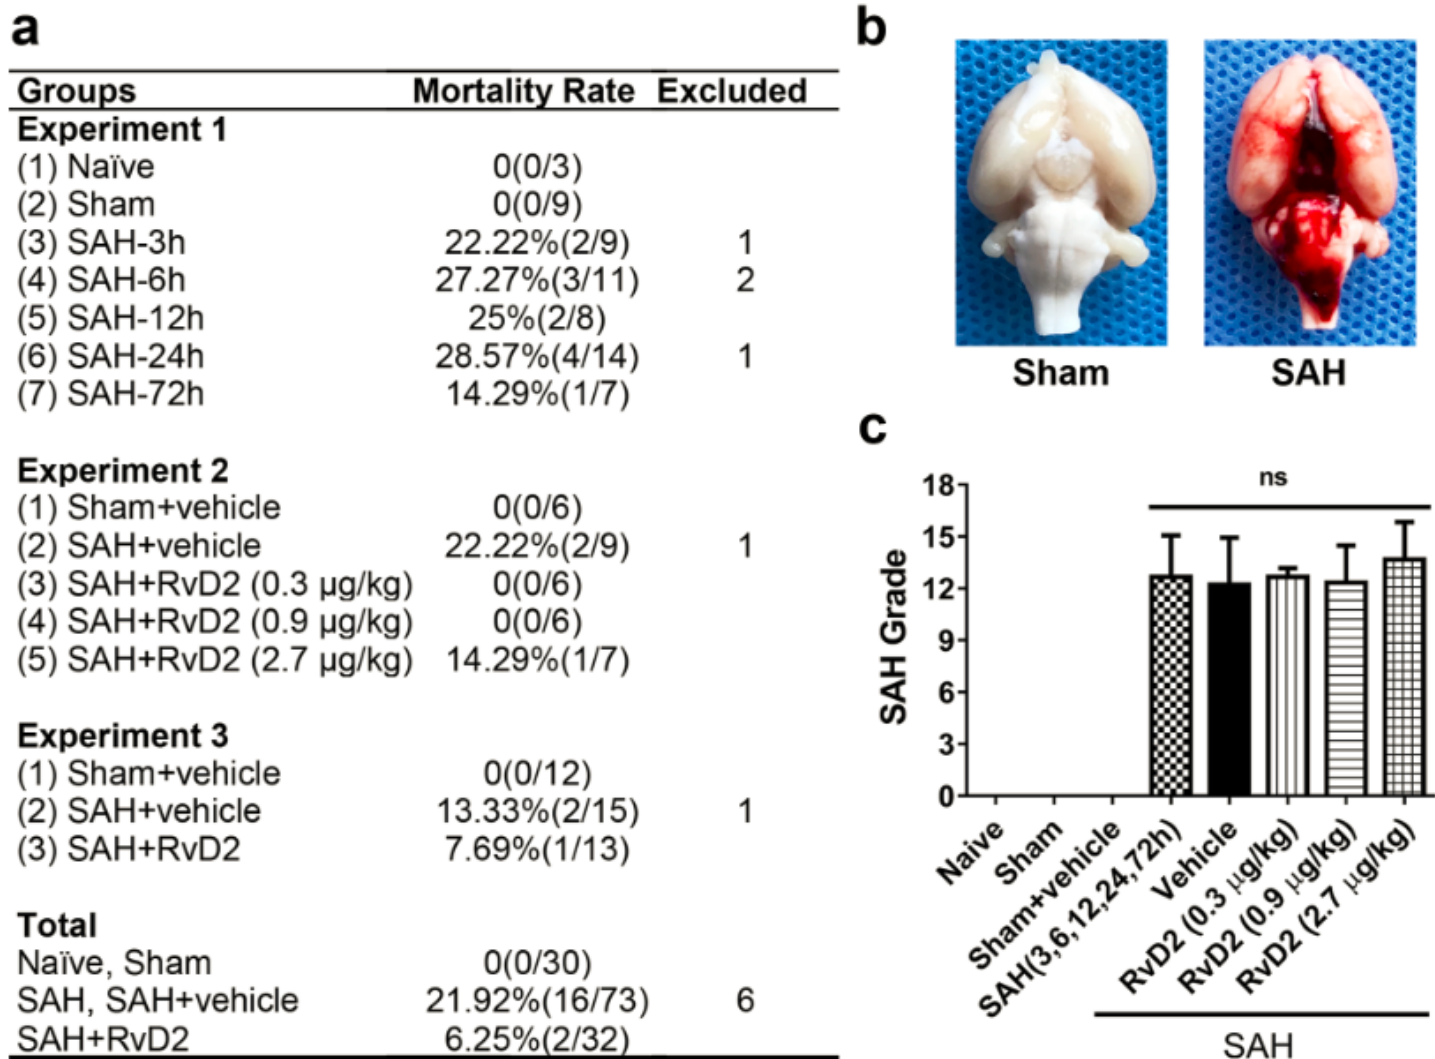 a
Groups Mortality Rate Excluded
Experiment 1
(1) Naïve 0(0/3)
(2) Sham 0(0/9)
(3) SAH-3h 22.22%(2/9) 1
(4) SAH-6h 27.27%(3/11) 2
(5) SAH-12h 25%(2/8)
(6) SAH-24h 28.57%(4/14) 1
(7) SAH-72h 14.29%(1/7)
Experiment 2
(1) Sham+vehicle 0(0/6)
(2) SAH+vehicle 22.22%(2/9) 1
(3) SAH+RvD2 (0.3 µg/kg) 0(0/6)
(4) SAH+RvD2 (0.9 µg/kg) 0(0/6)
(5) SAH+RvD2 (2.7 µg/kg) 14.29%(1/7)
Experiment 3
(1) Sham+vehicle 0(0/12)
(2) SAH+vehicle 13.33%(2/15) 1
(3) SAH+RvD2 7.69%(1/13)
Total
Naïve, Sham 0(0/30)
SAH, SAH+vehicle 21.92%(16/73) 6
SAH+RvD2 6.25%(2/32)
b
Sham
SAH
c
ns
SAH Grade
18
15
12
9
6
3
0
Naive
Sham
Sham+vehicle
SAH(3,6,12,24,72h)
Vehicle
RvD2 (0.3 µg/kg)
RvD2 (0.9 µg/kg)
RvD2 (2.7 µg/kg)
SAH